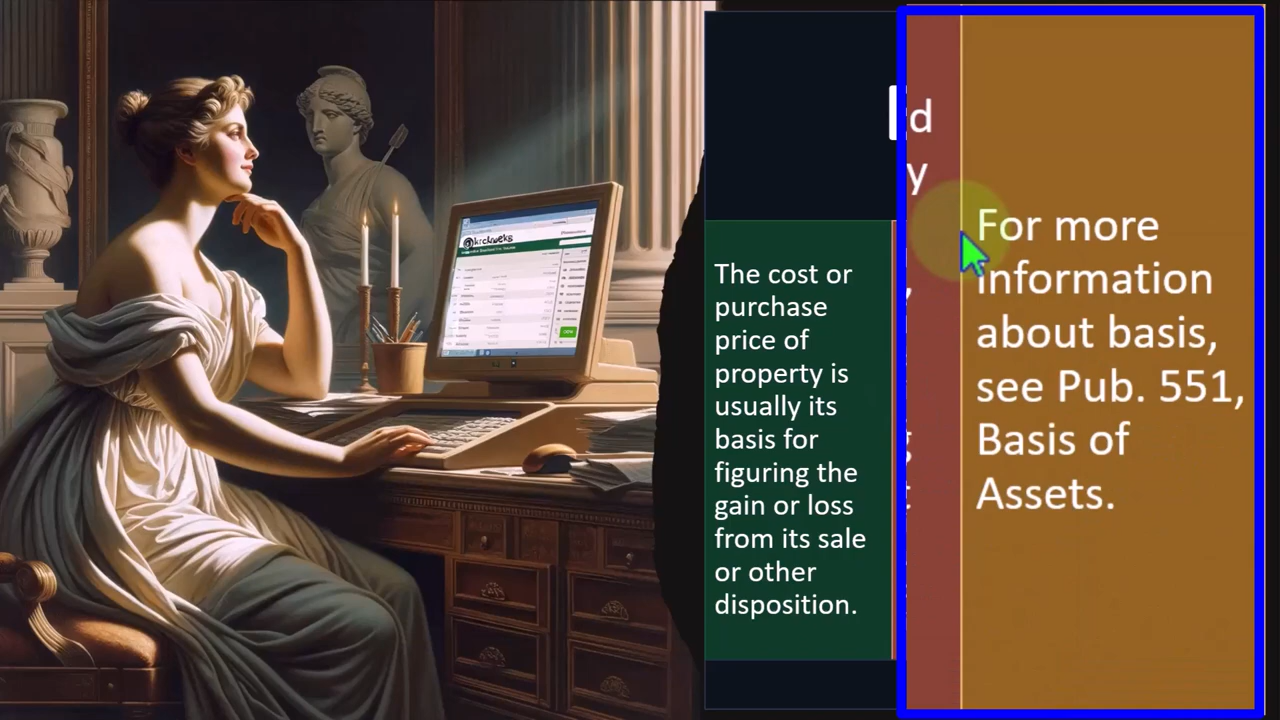 The cost or
purchase
price of
property is
usually its
basis for
figuring the
gain or loss
from its sale
or other
disposition.
d
y
For more
information
about basis,
see Pub. 551,
Basis of
Assets.